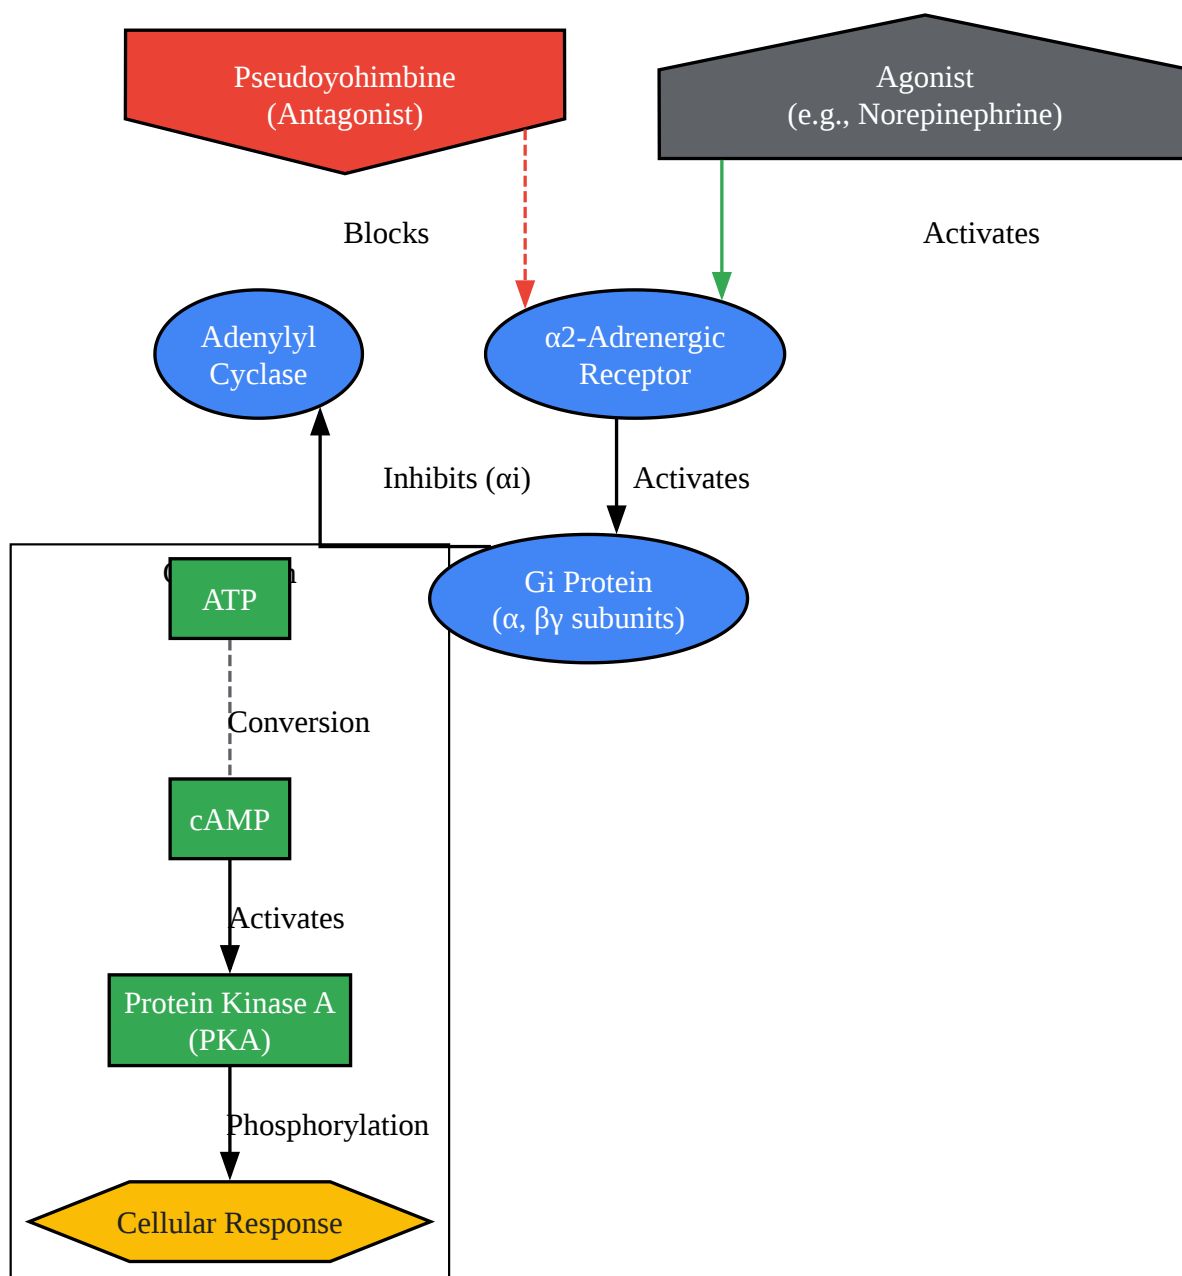 Pseudoyohimbine
(Antagonist)
Agonist
(e.g., Norepinephrine)
Blocks
Activates
Adenylyl
Cyclase
α2-Adrenergic
Receptor
Inhibits (αi)
Activates
Gi Protein
(α, βγ subunits)
ATP
Conversion
cAMP
Activates
Protein Kinase A
(PKA)
Phosphorylation
Cellular Response